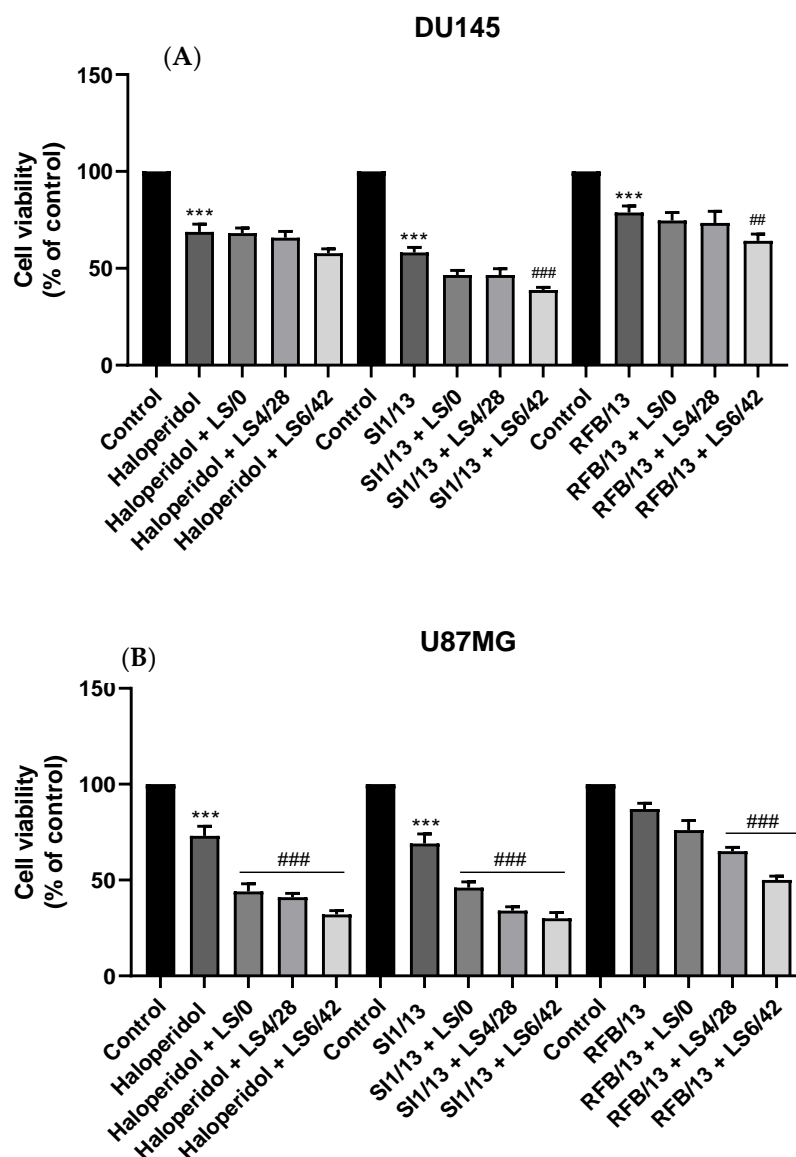 DU145
(A)
Cell viability
(% of control)
150
100
50
0
***
***
###
***
##
Control
Haloperidol
Haloperidol + LS/0
Haloperidol + LS4/28
Haloperidol + LS6/42
Control
SI1/13
SI1/13 + LS/0
SI1/13 + LS4/28
SI1/13 + LS6/42
Control
RFB/13
RFB/13 + LS/0
RFB/13 + LS4/28
RFB/13 + LS6/42
U87MG
(B)
Cell viability
(% of control)
150
100
50
0
***
###
***
###
###
Control
Haloperidol
Haloperidol + LS/0
Haloperidol + LS4/28
Haloperidol + LS6/42
Control
SI1/13
SI1/13 + LS/0
SI1/13 + LS4/28
SI1/13 + LS6/42
Control
RFB/13
RFB/13 + LS/0
RFB/13 + LS4/28
RFB/13 + LS6/42